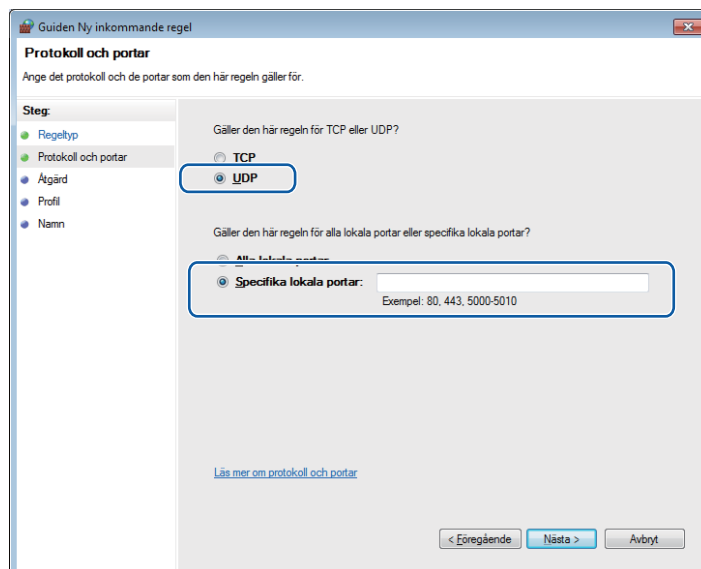 Guiden Ny inkommande regel
Protokoll och portar
Ange det protokoll och de portar som den här regeln gäller för.
Steg:
Regeltyp
Protokoll och portar
Åtgärd
Profil
Namn
Gäller den här regeln för TCP eller UDP?
TCP
UDP
Gäller den här regeln för alla lokala portar eller specifika lokala portar?
Alla lokala portar
Specifika lokala portar:
Exempel: 80, 443, 5000-5010
Läs mer om protokoll och portar
< Föregående
Nästa >
Avbryt